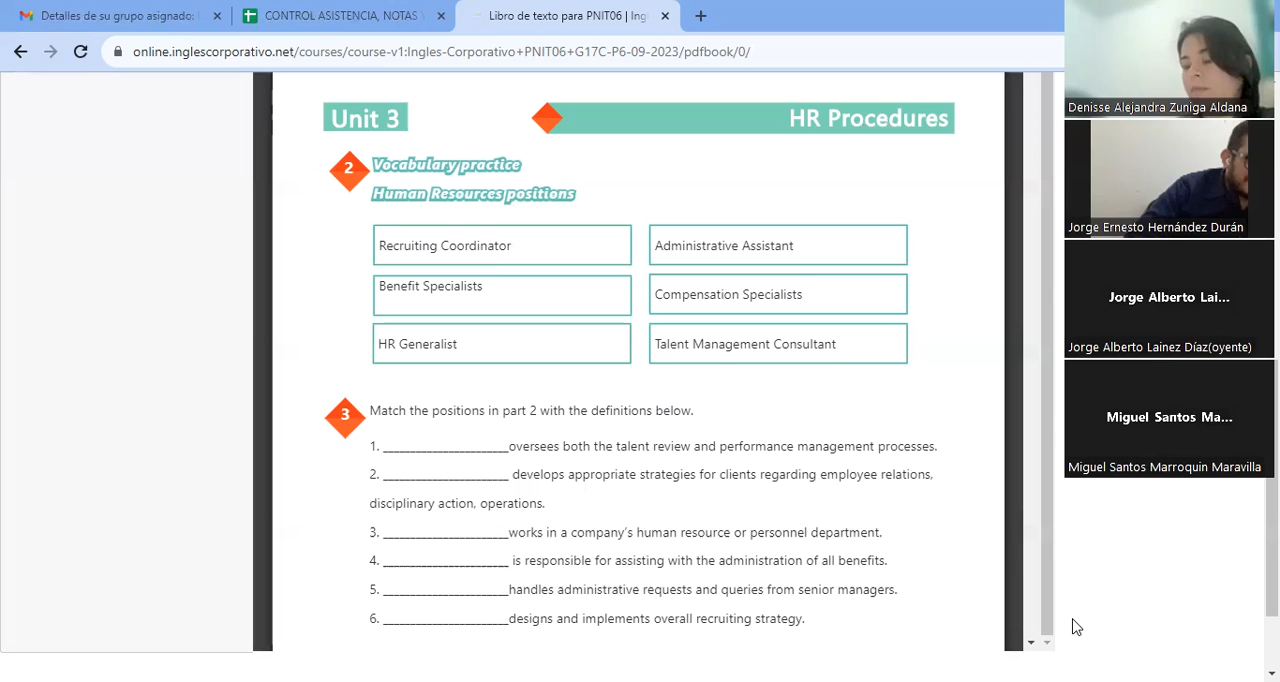 Detalles de su grupo asignado:
CONTROL ASISTENCIA, NOTAS Y
Libro de texto para PNIT06 | Ingl
online.inglescorporativo.net/courses/course-v1:Ingles-Corporativo+PNIT06+G17C-P6-09-2023/pdfbook/0/
Unit 3
HR Procedures
2
Vocabulary practice
Human Resources positions
Recruiting Coordinator
Administrative Assistant
Benefit Specialists
Compensation Specialists
HR Generalist
Talent Management Consultant
3
Match the positions in part 2 with the definitions below.
1. ____________________oversees both the talent review and performance management processes.
2. ____________________ develops appropriate strategies for clients regarding employee relations,
disciplinary action, operations.
3. ____________________works in a company's human resource or personnel department.
4. ____________________ is responsible for assisting with the administration of all benefits.
5. ____________________handles administrative requests and queries from senior managers.
6. ____________________designs and implements overall recruiting strategy.
Denisse Alejandra Zuniga Aldana
Jorge Ernesto Hernández Durán
Jorge Alberto Lai...
Jorge Alberto Lainez Díaz(oyente)
Miguel Santos Ma...
Miguel Santos Marroquin Maravilla